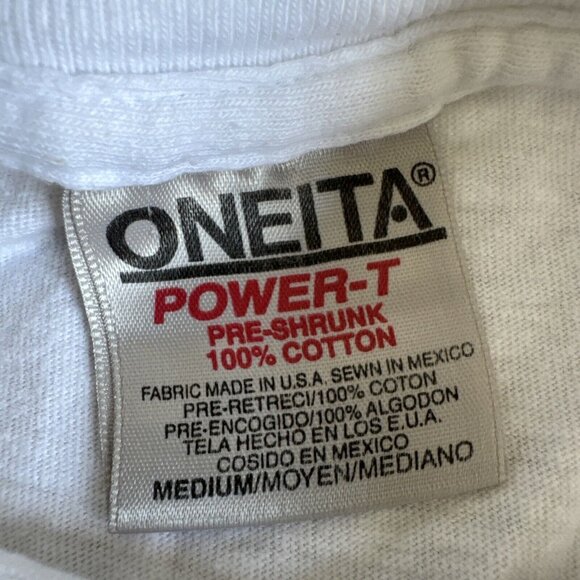 ONEITA®
POWER-T
PRE-SHRUNK
100% COTTON
FABRIC MADE IN U.S.A. SEWN IN MEXICO
PRE-RETRECI/100% COTON
PRE-ENCOGIDO/100% ALGODON
TELA HECHO EN LOS E.U.A.
COSIDO EN MEXICO
MEDIUM/MOYEN/MEDIANO